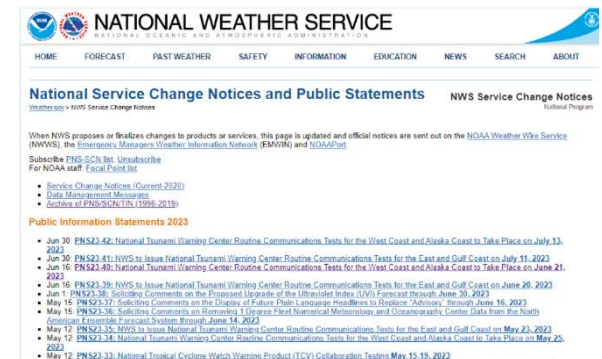 NATIONAL WEATHER SERVICE
NATIONAL OCEANIC AND ATMOSPHERIC ADMINISTRATION
HOME FORECAST PAST WEATHER SAFETY INFORMATION EDUCATION NEWS SEARCH ABOUT
National Service Change Notices and Public Statements
NWS Service Change Notices
Weather.gov > NWS Service Change Notices
National Program
When NWS proposes or finalizes changes to products or services, this page is updated and official notices are sent out on the NOAA Weather Wire Service
(NWWS), the Emergency Managers Weather Information Network (EMWIN) and NOAAPort.
Subscribe PNS-SCN list. Unsubscribe
For NOAA staff: Focal Point list
Service Change Notices (Current-2020)
Data Management Messages
Archive of PNS/SCN/TIN (1996-2019)
Public Information Statements 2023
Jun 30: PNS23-42: National Tsunami Warning Center Routine Communications Tests for the West Coast and Alaska Coast to Take Place on July 13,
2023
Jun 30: PNS23-41: NWS to Issue National Tsunami Warning Center Routine Communications Tests for the East and Gulf Coast on July 11, 2023
Jun 16: PNS23-40: National Tsunami Warning Center Routine Communications Tests for the West Coast and Alaska Coast to Take Place on June 21,
2023
Jun 16: PNS23-39: NWS to Issue National Tsunami Warning Center Routine Communications Tests for the East and Gulf Coast on June 20, 2023
Jun 1: PNS23-38: Soliciting Comments on the Proposed Upgrade of the Ultraviolet Index (UVI) Forecast through June 30, 2023
May 15: PNS23-37: Soliciting Comments on the Display of Future Plain Language Headlines to Replace "Advisory" through June 16, 2023
May 15: PNS23-36: Soliciting Comments on Removing 1 Degree Fleet Numerical Meteorology and Oceanography Center Data from the North
American Ensemble Forecast System through June 14, 2023
May 12: PNS23-35: NWS to Issue National Tsunami Warning Center Routine Communications Tests for the East and Gulf Coast on May 23, 2023
May 12: PNS23-34: National Tsunami Warning Center Routine Communications Tests for the West Coast and Alaska Coast to Take Place on May 25,
2023
May 12: PNS23-33: National Tropical Cyclone Watch Warning Product (TCV) Collaboration Testing May 15-19, 2023